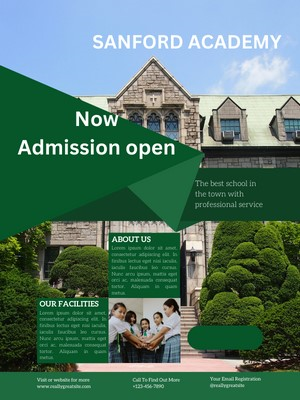 SANFORD ACADEMY
Now
Admission open
The best school in
the town with
professional service
ABOUT US
Lorem ipsum dolor sit amet,
consectetur adipiscing elit. In
finibus lectus eget nisi iaculis,
iaculis finibus leo cursus.
Nunc arcu ipsum, mattis eget
orci ac, malesuada consequat
tortor. Aliquam in quam
metus.
OUR FACILITIES
Lorem ipsum dolor sit amet,
consectetur adipiscing elit. In
finibus lectus eget nisi iaculis,
iaculis finibus leo cursus.
Nunc arcu ipsum, mattis eget
orci ac, malesuada consequat
tortor. Aliquam in quam
metus.
Visit or website for more
www.reallygreatsite
Call To Find Out More
+123-456-7890
Your Email Registration
@reallygreatsite